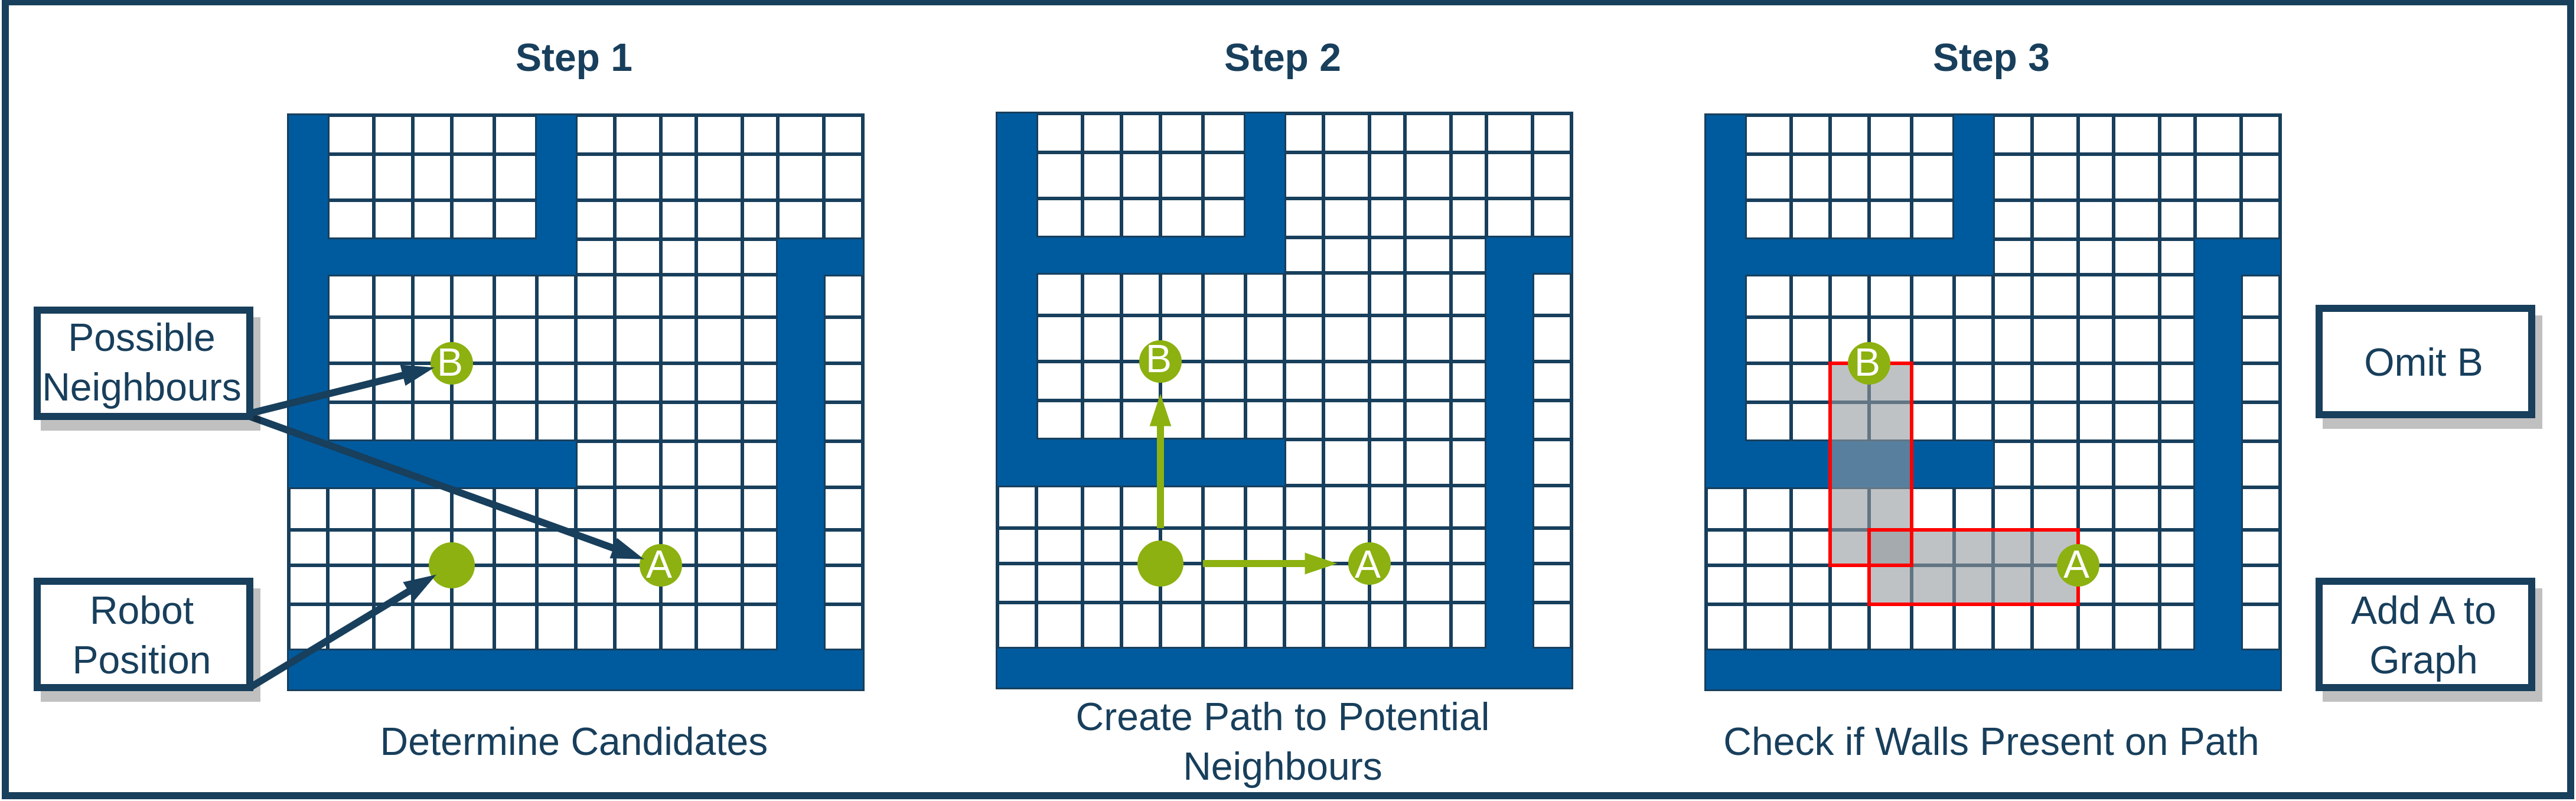 Step 1
Step 2
Step 3
Possible
Neighbours
B
A
Robot
Position
B
A
B
A
Omit B
Add A to
Graph
Determine Candidates
Create Path to Potential
Neighbours
Check if Walls Present on Path